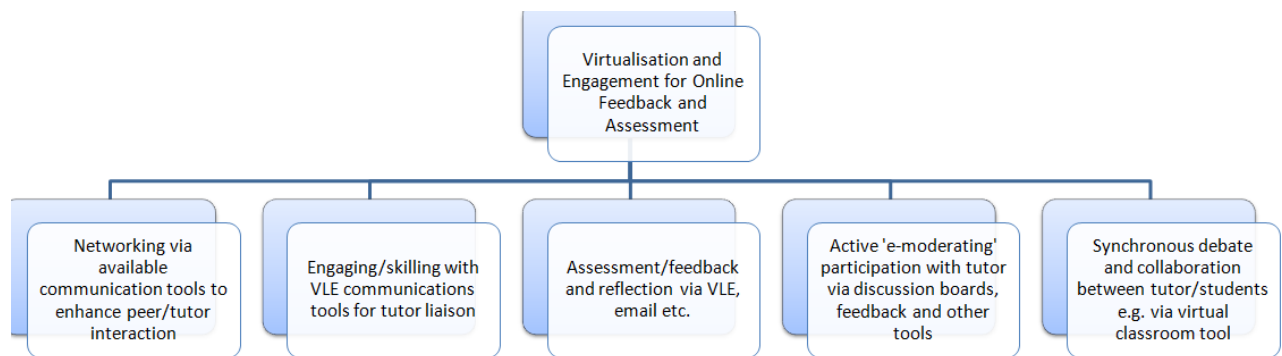 Virtualisation and
Engagement for Online
Feedback and
Assessment
Networking via
available
communication tools to
enhance peer/tutor
interaction
Engaging/skilling with
VLE communications
tools for tutor liaison
Assessment/feedback
and reflection via VLE,
email etc.
Active 'e-moderating'
participation with tutor
via discussion boards,
feedback and other
tools
Synchronous debate
and collaboration
between tutor/students
e.g. via virtual
classroom tool